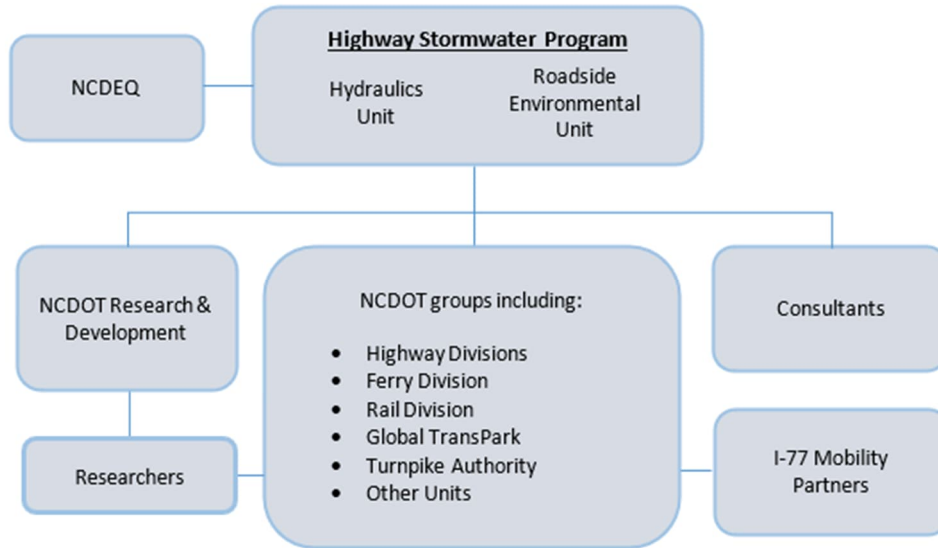 Highway Stormwater Program
NCDEQ
Hydraulics
Unit
Roadside
Environmental
Unit
NCDOT Research &
Development
NCDOT groups including:
• Highway Divisions
• Ferry Division
• Rail Division
• Global TransPark
• Turnpike Authority
• Other Units
Consultants
Researchers
I-77 Mobility
Partners